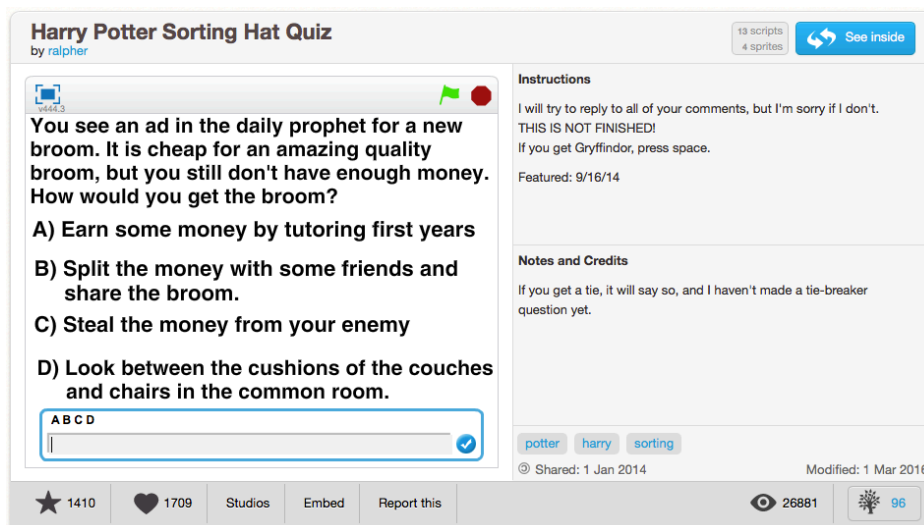 Harry Potter Sorting Hat Quiz
by ralpher
13 scripts
4 sprites
See inside
v444.3
You see an ad in the daily prophet for a new
broom. It is cheap for an amazing quality
broom, but you still don't have enough money.
How would you get the broom?
A) Earn some money by tutoring first years
B) Split the money with some friends and
share the broom.
C) Steal the money from your enemy
D) Look between the cushions of the couches
and chairs in the common room.
A B C D
Instructions
I will try to reply to all of your comments, but I'm sorry if I don't.
THIS IS NOT FINISHED!
If you get Gryffindor, press space.
Featured: 9/16/14
Notes and Credits
If you get a tie, it will say so, and I haven't made a tie-breaker
question yet.
potter harry sorting
Shared: 1 Jan 2014 Modified: 1 Mar 2016
1410 1709 Studios Embed Report this 26881 96